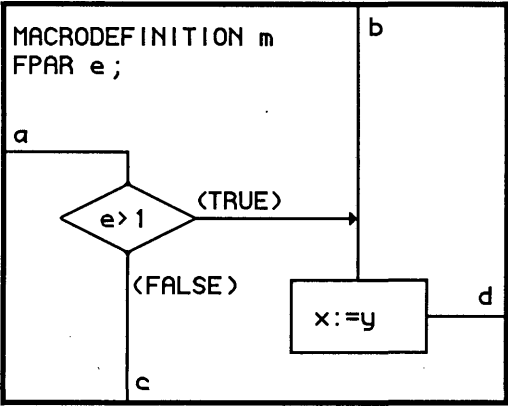 MACRODEFINITION m
FPAR e;
b
a
(TRUE)
e>1
(FALSE)
d
x:=y
c